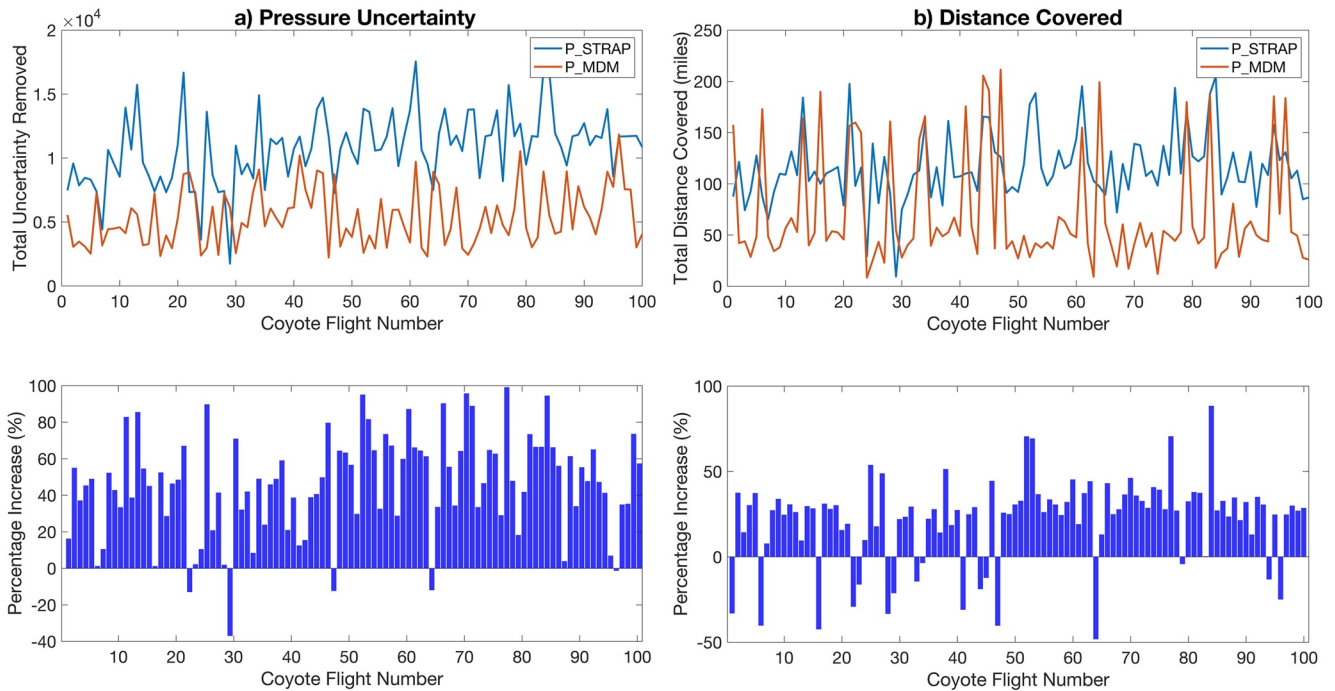 a) Pressure Uncertainty
×10⁴
2
1.5
1
0.5
0
Total Uncertainty Removed
P_STRAP
P_MDM
0 10 20 30 40 50 60 70 80 90 100
Coyote Flight Number
b) Distance Covered
250
200
150
100
50
0
Total Distance Covered (miles)
P_STRAP
P_MDM
0 10 20 30 40 50 60 70 80 90 100
Coyote Flight Number
100
80
60
40
20
0
-20
-40
Percentage Increase (%)
10 20 30 40 50 60 70 80 90 100
Coyote Flight Number
100
50
0
-50
Percentage Increase (%)
10 20 30 40 50 60 70 80 90 100
Coyote Flight Number